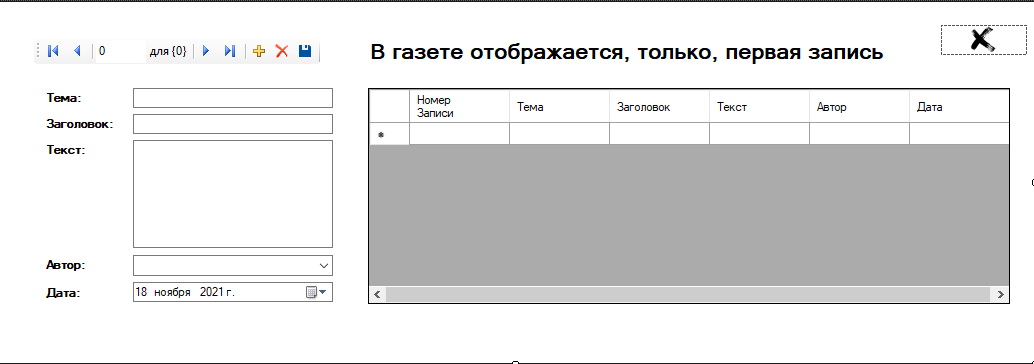 0 для {0}
В газете отображается, только, первая запись
Тема:
Заголовок:
Текст:
Автор:
Дата: 18 ноября 2021 г.
Номер Записи Тема Заголовок Текст Автор Дата